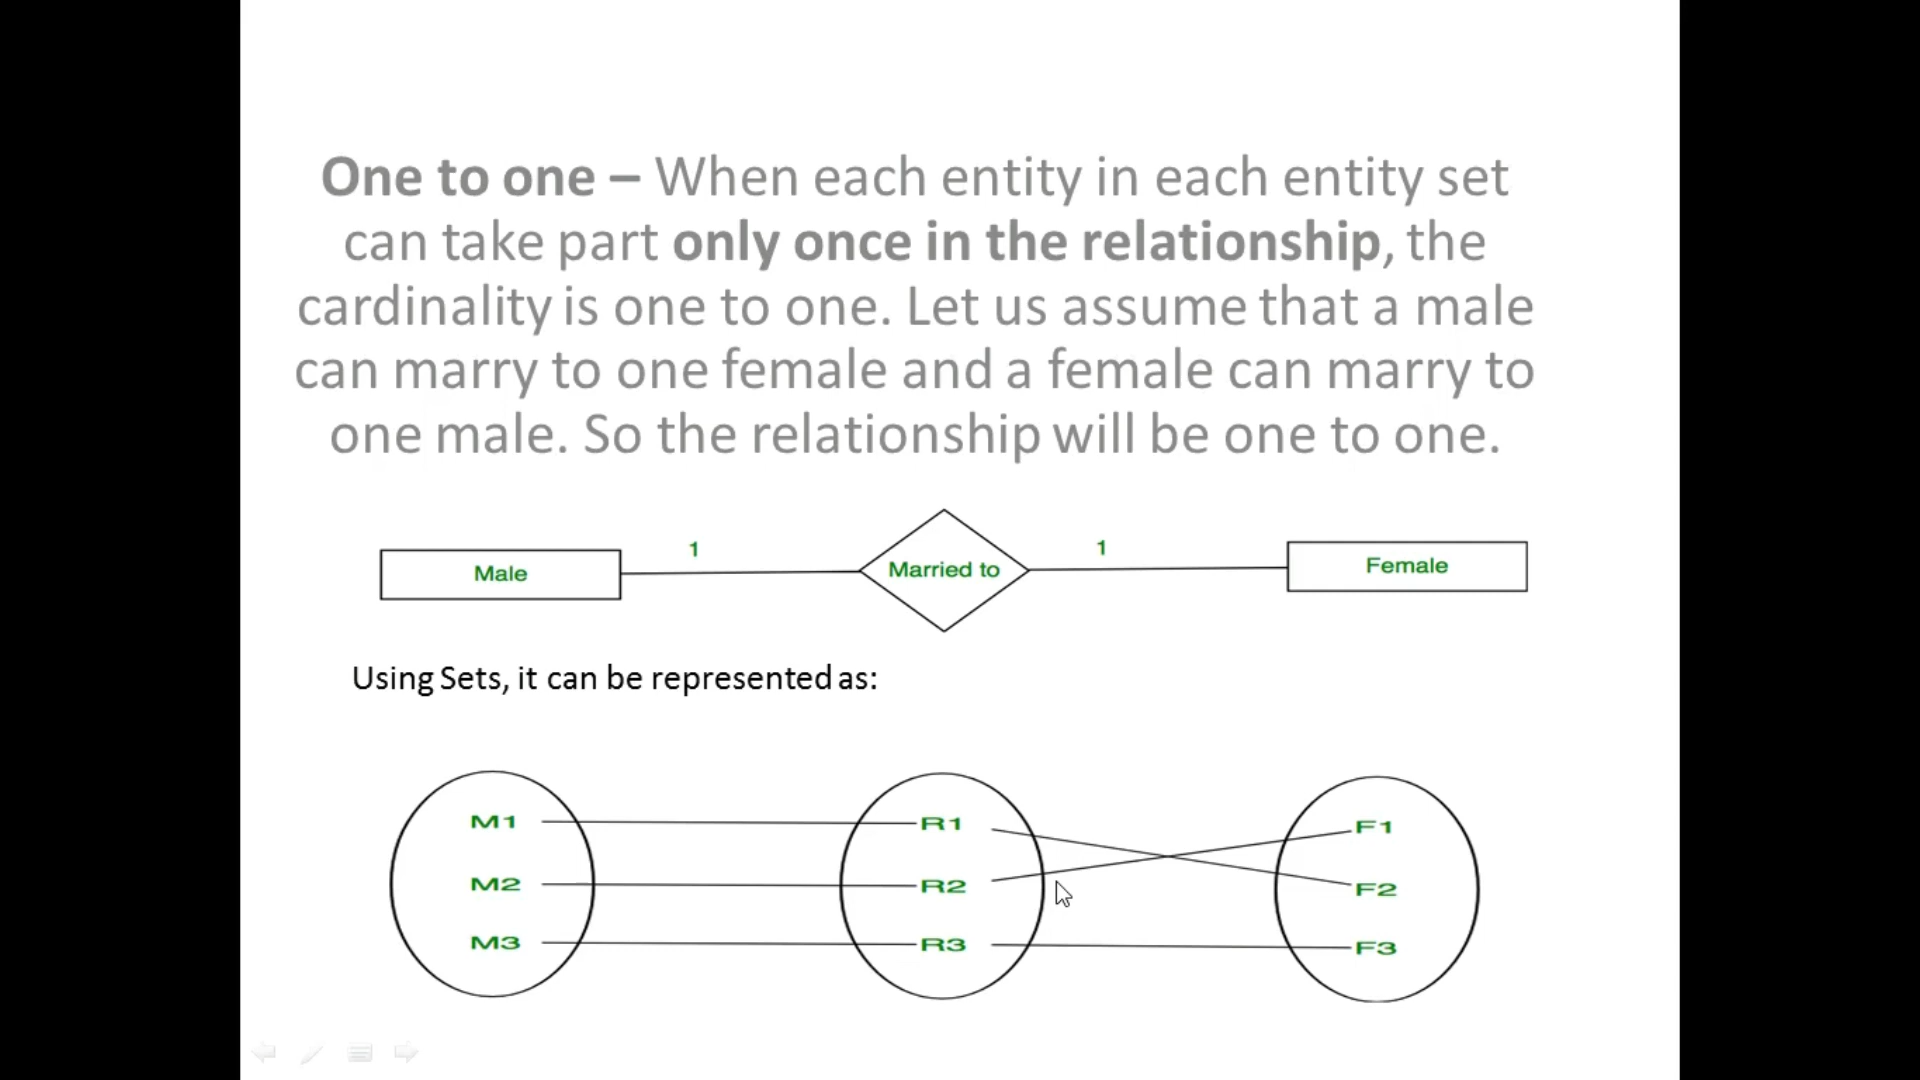 One to one – When each entity in each entity set
can take part only once in the relationship, the
cardinality is one to one. Let us assume that a male
can marry to one female and a female can marry to
one male. So the relationship will be one to one.
1
1
Male
Married to
Female
Using Sets, it can be represented as:
M1
R1
F1
M2
R2
F2
M3
R3
F3